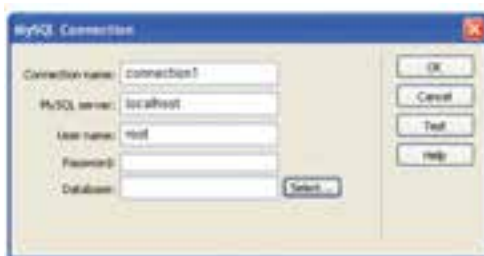 MySQL Connection
Connection name: connection1
MySQL server: localhost
User name: root
Password:
Database: Select...
OK
Cancel
Test
Help